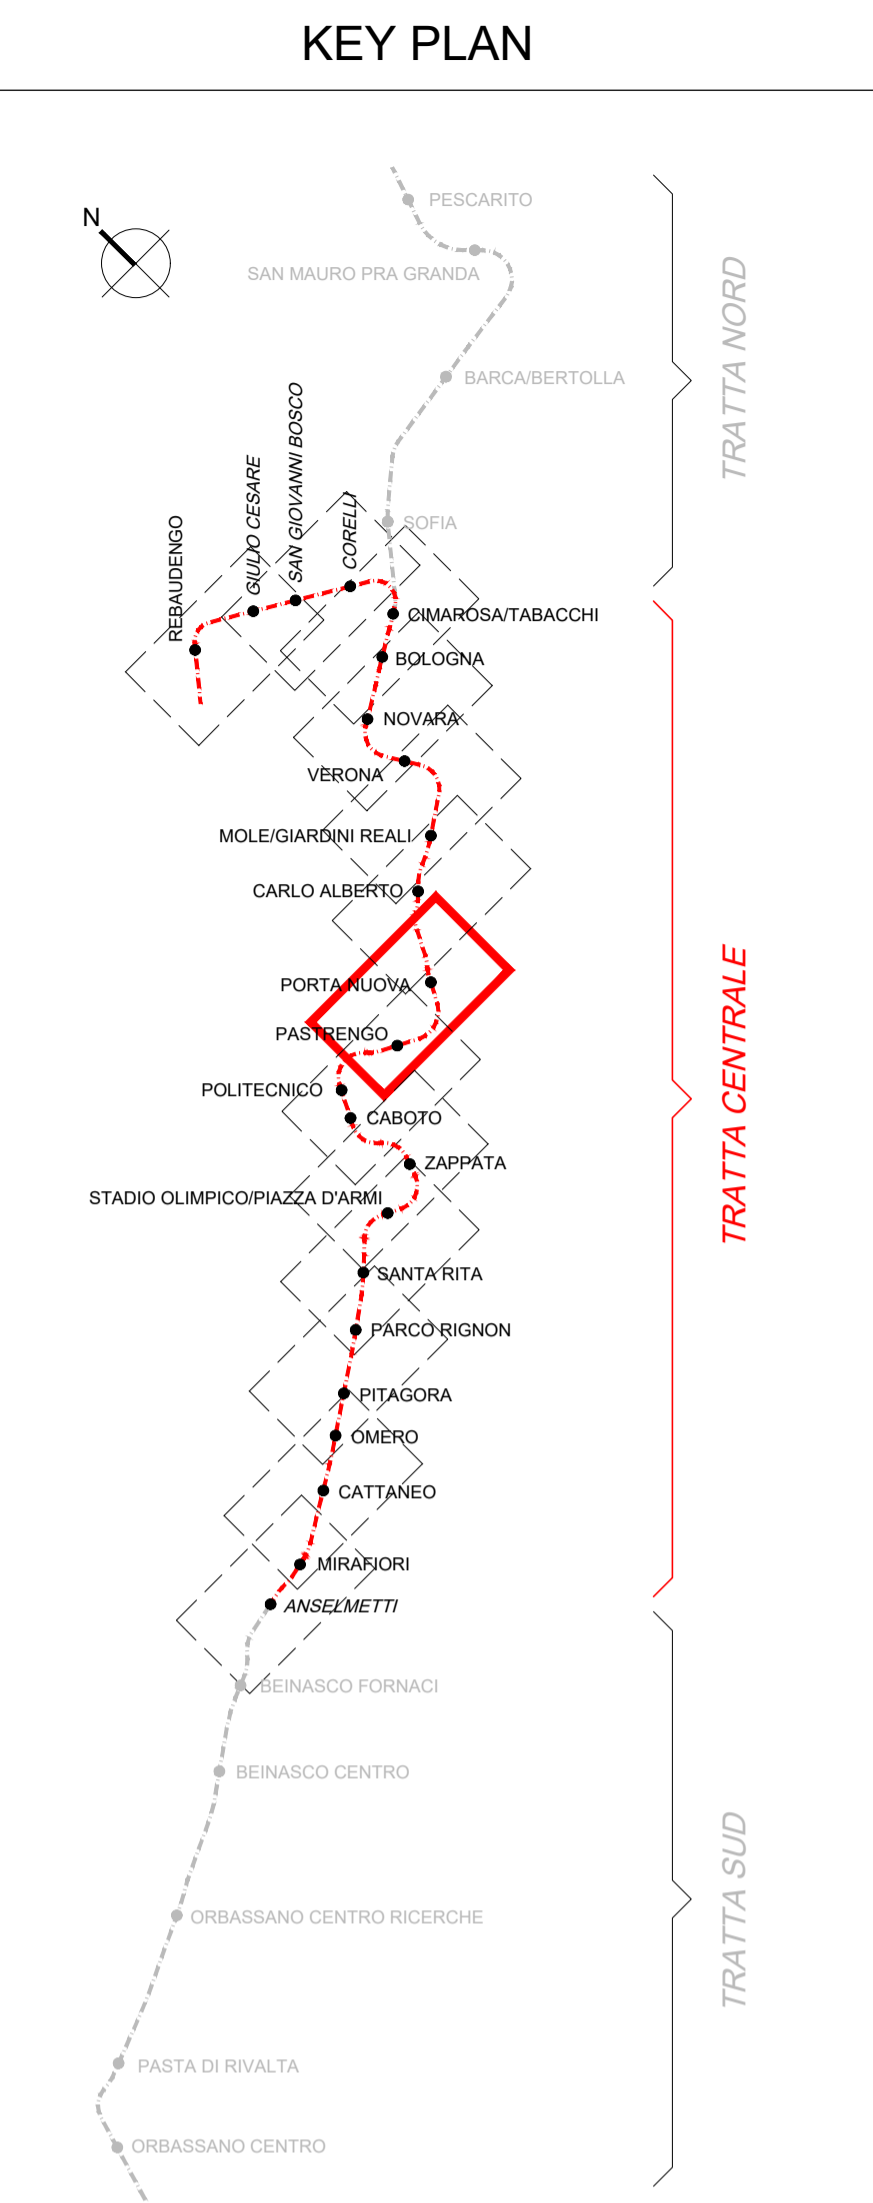 KEY PLAN
N
PESCARITO
SAN MAURO PRA GRANDA
BARCA/BERTOLLA
SOFIA
TRATTA NORD
REBAUDENGO
GIULIO CESARE
SAN GIOVANNI BOSCO
CORELLI
CIMAROSA/TABACCHI
BOLOGNA
NOVARA
VERONA
MOLE/GIARDINI REALI
CARLO ALBERTO
PORTA NUOVA
PASTRENGO
POLITECNICO
CABOTO
ZAPPATA
STADIO OLIMPICO/PIAZZA D'ARMI
SANTA RITA
PARCO RIGNON
PITAGORA
OMERO
CATTANEO
MIRAFIORI
ANSELMETTI
TRATTA CENTRALE
BEINASCO FORNACI
BEINASCO CENTRO
ORBASSANO CENTRO RICERCHE
PASTA DI RIVALTA
ORBASSANO CENTRO
TRATTA SUD